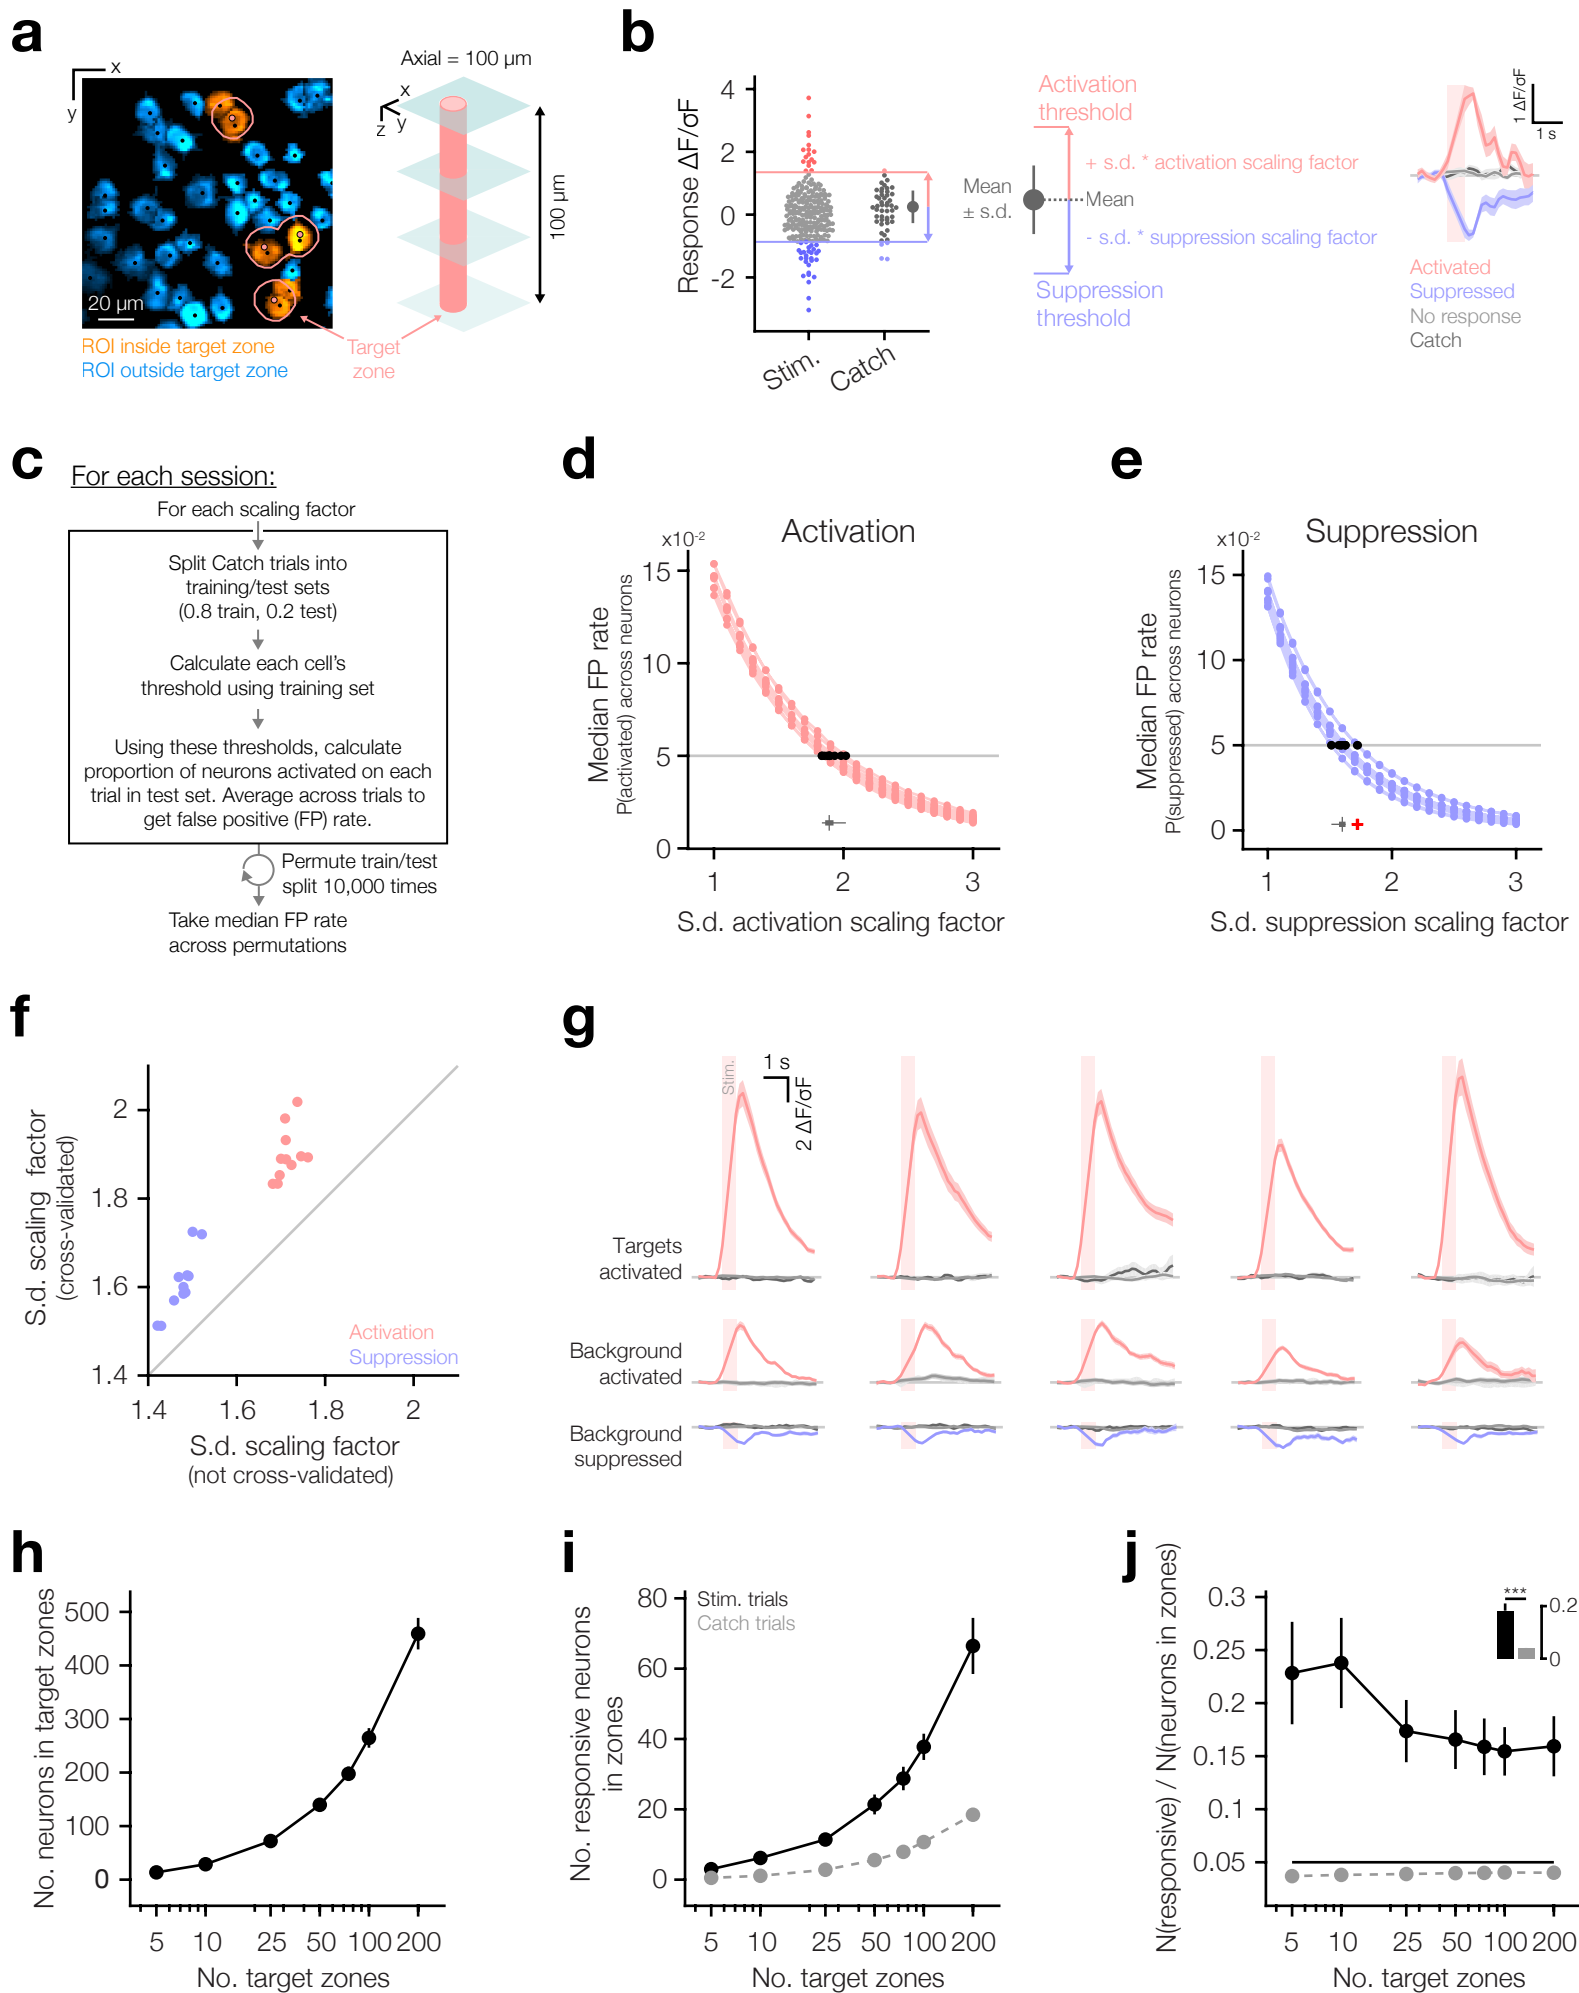 a
x
y
20 µm
ROI inside target zone
ROI outside target zone
Axial = 100 µm
x
y
z
100 µm
Target
zone
b
Response ΔF/σF
4
2
0
-2
Stim.
Catch
Mean
± s.d.
Activation
threshold
+ s.d. * activation scaling factor
Mean
- s.d. * suppression scaling factor
Suppression
threshold
1 ΔF/σF
1 s
Activated
Suppressed
No response
Catch
c
For each session:
For each scaling factor
Split Catch trials into
training/test sets
(0.8 train, 0.2 test)
Calculate each cell's
threshold using training set
Using these thresholds, calculate
proportion of neurons activated on each
trial in test set. Average across trials to
get false positive (FP) rate.
Permute train/test
split 10,000 times
Take median FP rate
across permutations
d
Activation
x10-2
Median FP rate
P(activated) across neurons
15
10
5
0
1 2 3
S.d. activation scaling factor
e
Suppression
x10-2
Median FP rate
P(suppressed) across neurons
15
10
5
0
1 2 3
S.d. suppression scaling factor
f
S.d. scaling factor
(cross-validated)
2
1.8
1.6
1.4
Activation
Suppression
1.4 1.6 1.8 2
S.d. scaling factor
(not cross-validated)
g
Stim.
1 s
2 ΔF/σF
Targets
activated
Background
activated
Background
suppressed
h
No. neurons in target zones
500
400
300
200
100
0
5 10 25 50 100 200
No. target zones
i
No. responsive neurons
in zones
80
60
40
20
0
Stim. trials
Catch trials
5 10 25 50 100 200
No. target zones
j
N(responsive) / N(neurons in zones)
0.3
0.25
0.2
0.15
0.1
0.05
***
0.2
0
5 10 25 50 100 200
No. target zones